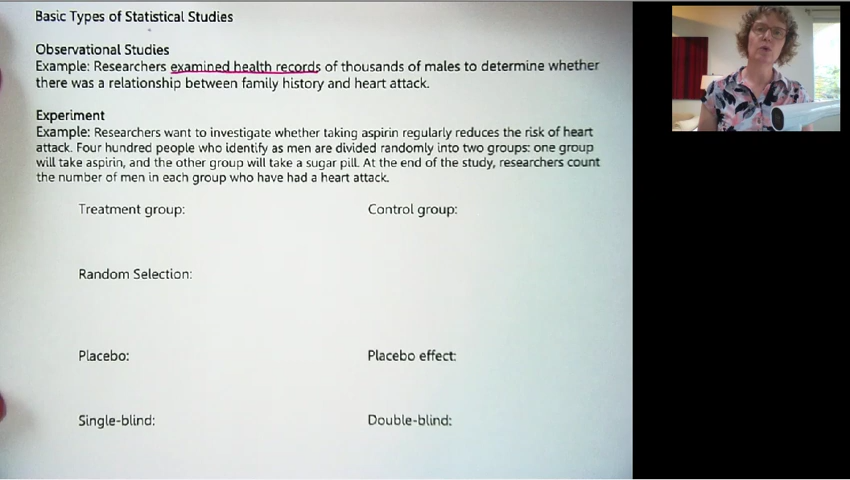 Basic Types of Statistical Studies
Observational Studies
Example: Researchers examined health records of thousands of males to determine whether
there was a relationship between family history and heart attack.
Experiment
Example: Researchers want to investigate whether taking aspirin regularly reduces the risk of heart
attack. Four hundred people who identify as men are divided randomly into two groups: one group
will take aspirin, and the other group will take a sugar pill. At the end of the study, researchers count
the number of men in each group who have had a heart attack.
Treatment group: Control group:
Random Selection:
Placebo: Placebo effect:
Single-blind: Double-blind: